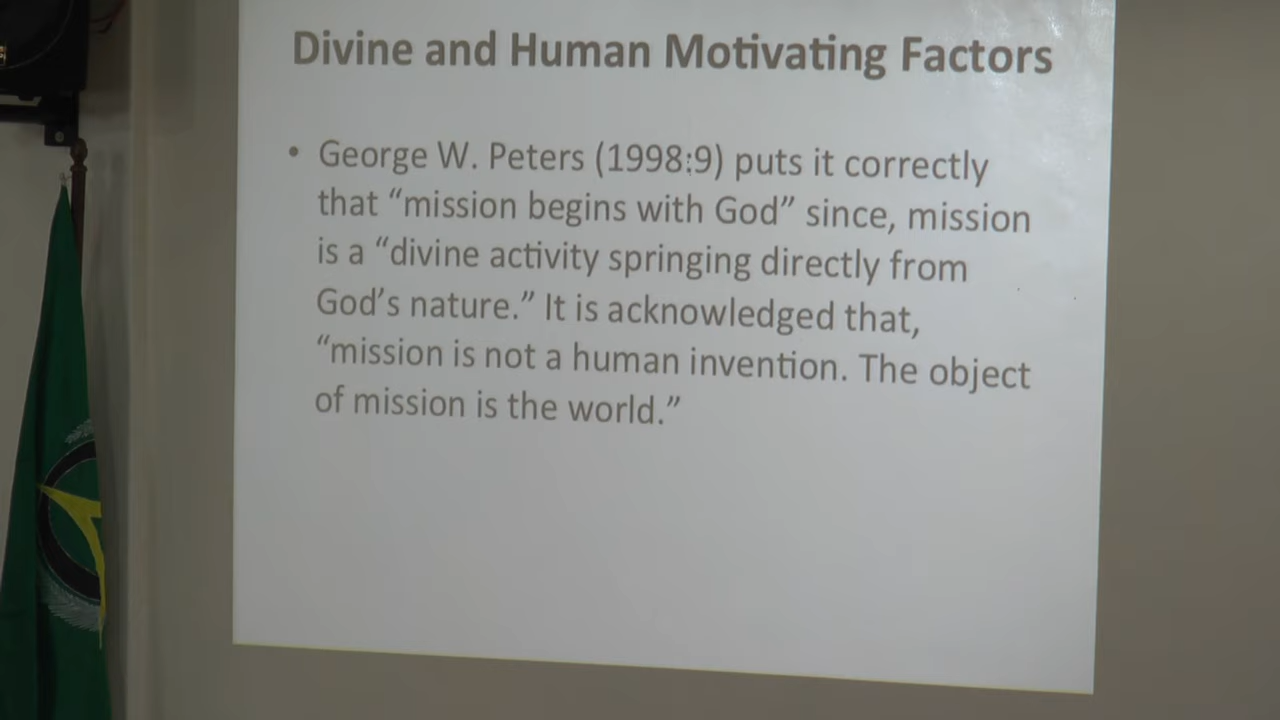 Divine and Human Motivating Factors
• George W. Peters (1998:9) puts it correctly
that “mission begins with God” since, mission
is a “divine activity springing directly from
God’s nature.” It is acknowledged that,
“mission is not a human invention. The object
of mission is the world.”